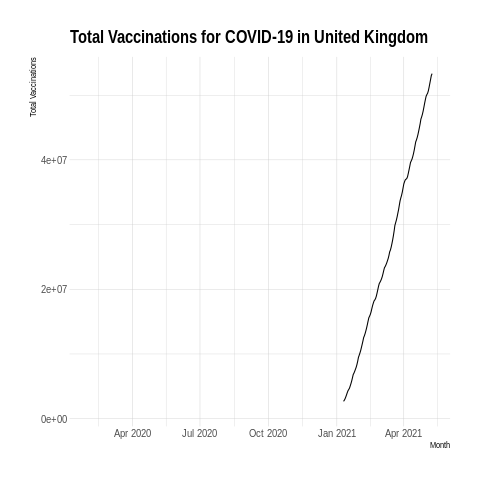 Total Vaccinations for COVID-19 in United Kingdom
Total Vaccinations
4e+07
2e+07
0e+00
Apr 2020 Jul 2020 Oct 2020 Jan 2021 Apr 2021
Month